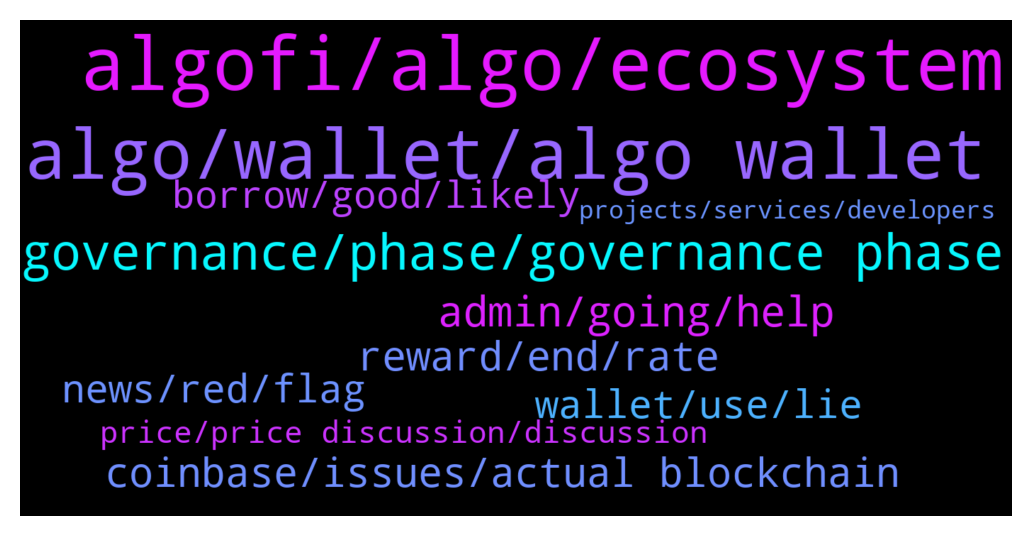 algofi/algo/ecosystem
algo/wallet/algo wallet
borrow/good/likely
projects/services/developers
governance/phase/governance phase
admin/going/help
reward/end/rate
news/red/flag
wallet/use/lie
price/price discussion/discussion
coinbase/issues/actual blockchain